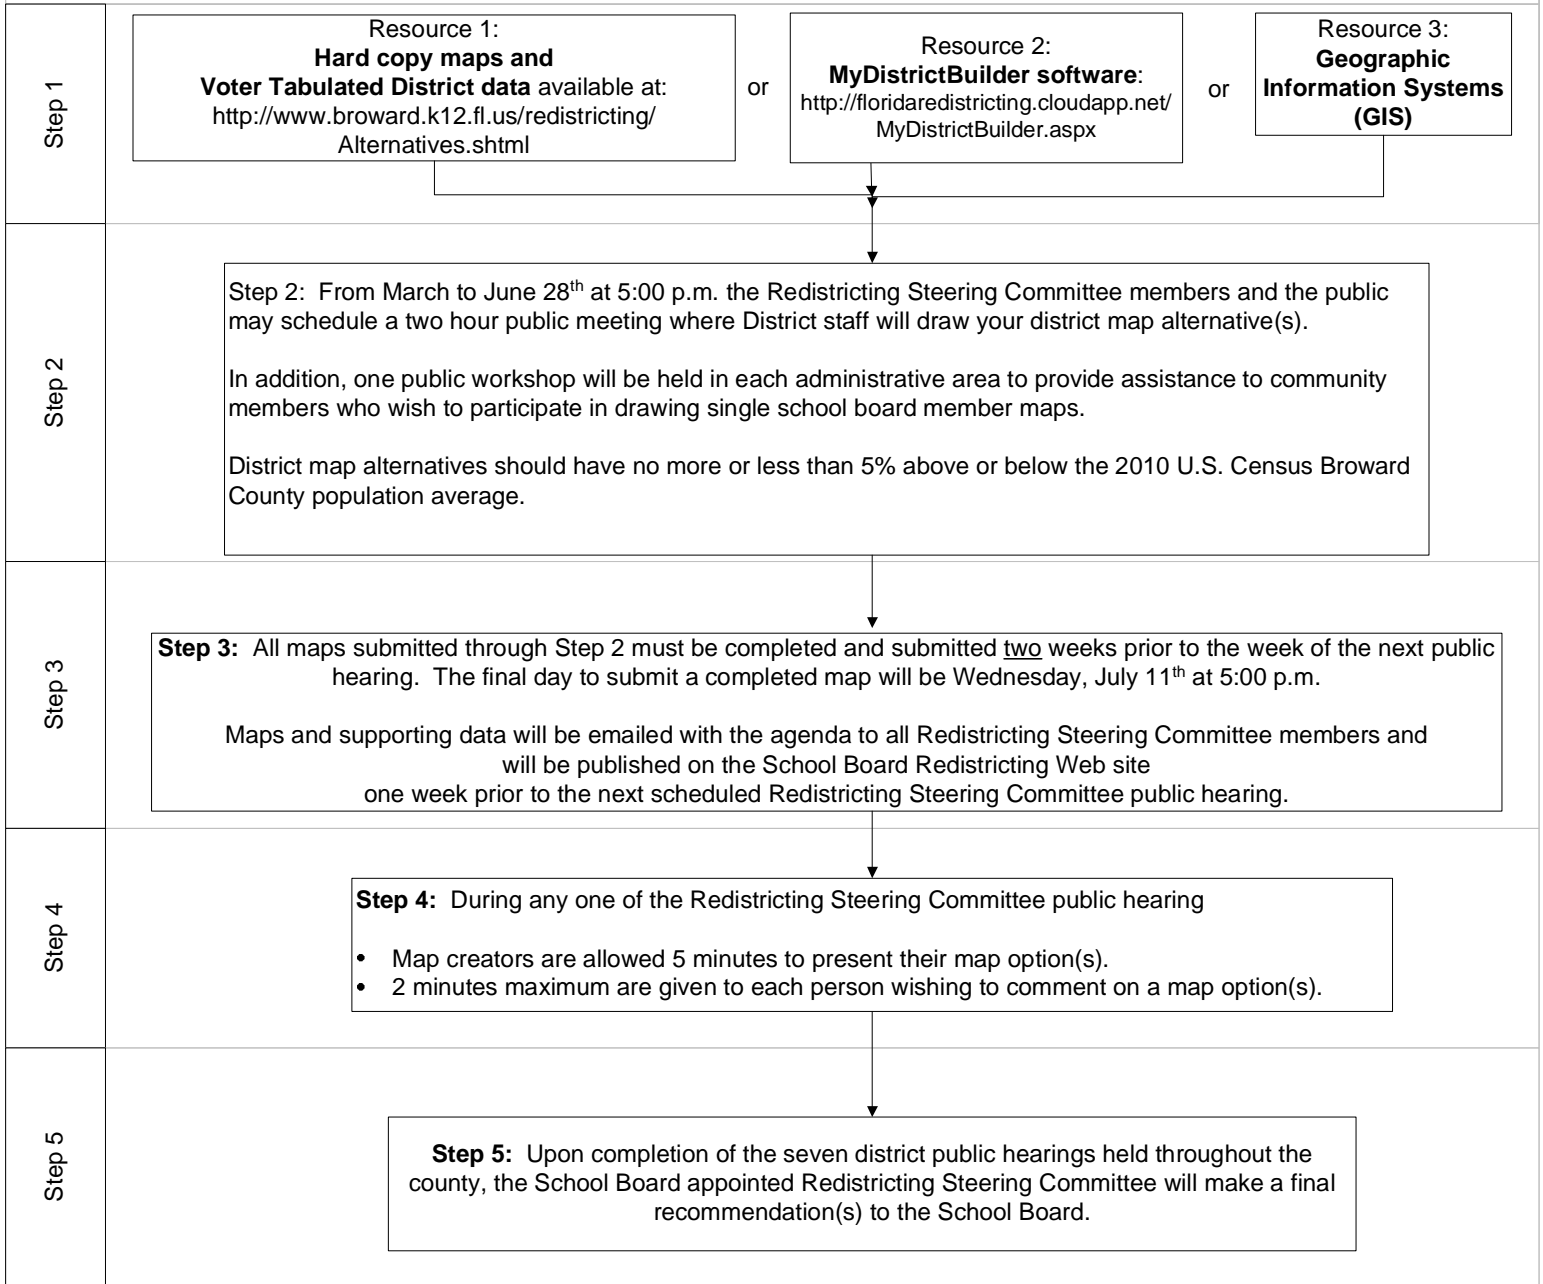 Step 1
Resource 1:
Hard copy maps and
Voter Tabulated District data available at:
http://www.broward.k12.fl.us/redistricting/
Alternatives.shtml
or
Resource 2:
MyDistrictBuilder software:
http://floridaredistricting.cloudapp.net/
MyDistrictBuilder.aspx
or
Resource 3:
Geographic
Information Systems
(GIS)
Step 2
Step 2: From March to June 28th at 5:00 p.m. the Redistricting Steering Committee members and the public
may schedule a two hour public meeting where District staff will draw your district map alternative(s).
In addition, one public workshop will be held in each administrative area to provide assistance to community
members who wish to participate in drawing single school board member maps.
District map alternatives should have no more or less than 5% above or below the 2010 U.S. Census Broward
County population average.
Step 3
Step 3: All maps submitted through Step 2 must be completed and submitted two weeks prior to the week of the next public
hearing. The final day to submit a completed map will be Wednesday, July 11th at 5:00 p.m.
Maps and supporting data will be emailed with the agenda to all Redistricting Steering Committee members and
will be published on the School Board Redistricting Web site
one week prior to the next scheduled Redistricting Steering Committee public hearing.
Step 4
Step 4: During any one of the Redistricting Steering Committee public hearing
• Map creators are allowed 5 minutes to present their map option(s).
• 2 minutes maximum are given to each person wishing to comment on a map option(s).
Step 5
Step 5: Upon completion of the seven district public hearings held throughout the
county, the School Board appointed Redistricting Steering Committee will make a final
recommendation(s) to the School Board.